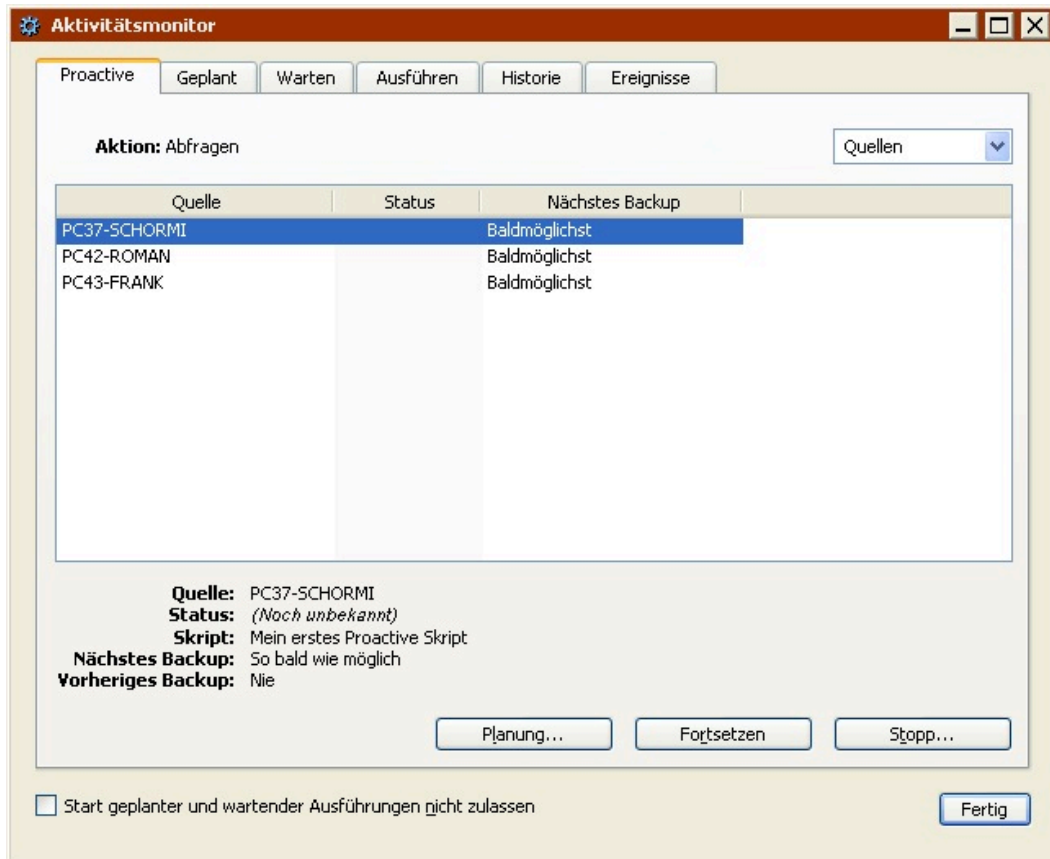 Aktivitätsmonitor
Proactive Geplant Warten Ausführen Historie Ereignisse
Aktion: Abfragen Quellen
Quelle Status Nächstes Backup
PC37-SCHORMI Baldmöglichst
PC42-ROMAN Baldmöglichst
PC43-FRANK Baldmöglichst
Quelle: PC37-SCHORMI
Status: (Noch unbekannt)
Skript: Mein erstes Proactive Skript
Nächstes Backup: So bald wie möglich
Vorheriges Backup: Nie
Planung... Fortsetzen Stopp...
Start geplanter und wartender Ausführungen nicht zulassen Fertig